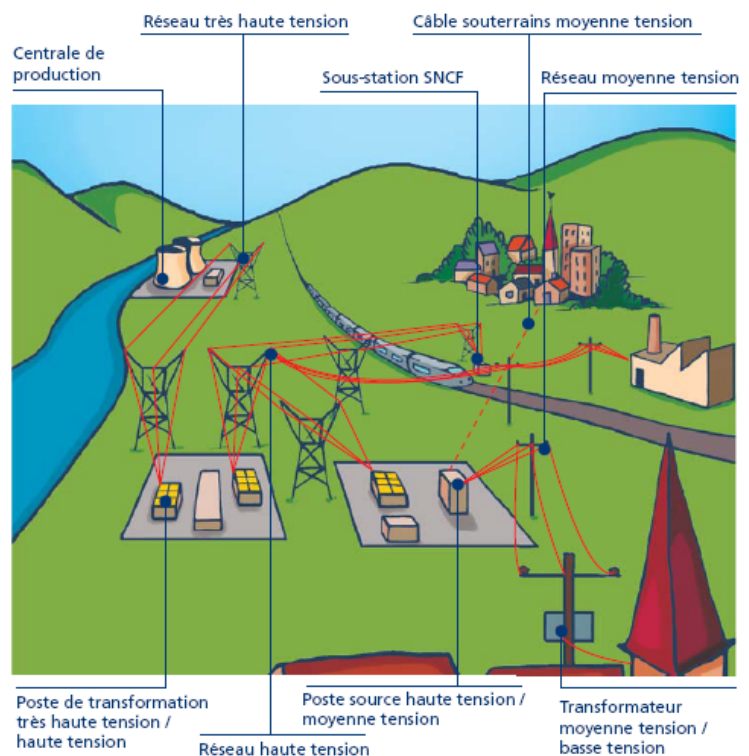 Réseau très haute tension
Câble souterrains moyenne tension
Centrale de
production
Sous-station SNCF
Réseau moyenne tension
Poste de transformation
très haute tension /
haute tension
Réseau haute tension
Poste source haute tension /
moyenne tension
Transformateur
moyenne tension /
basse tension